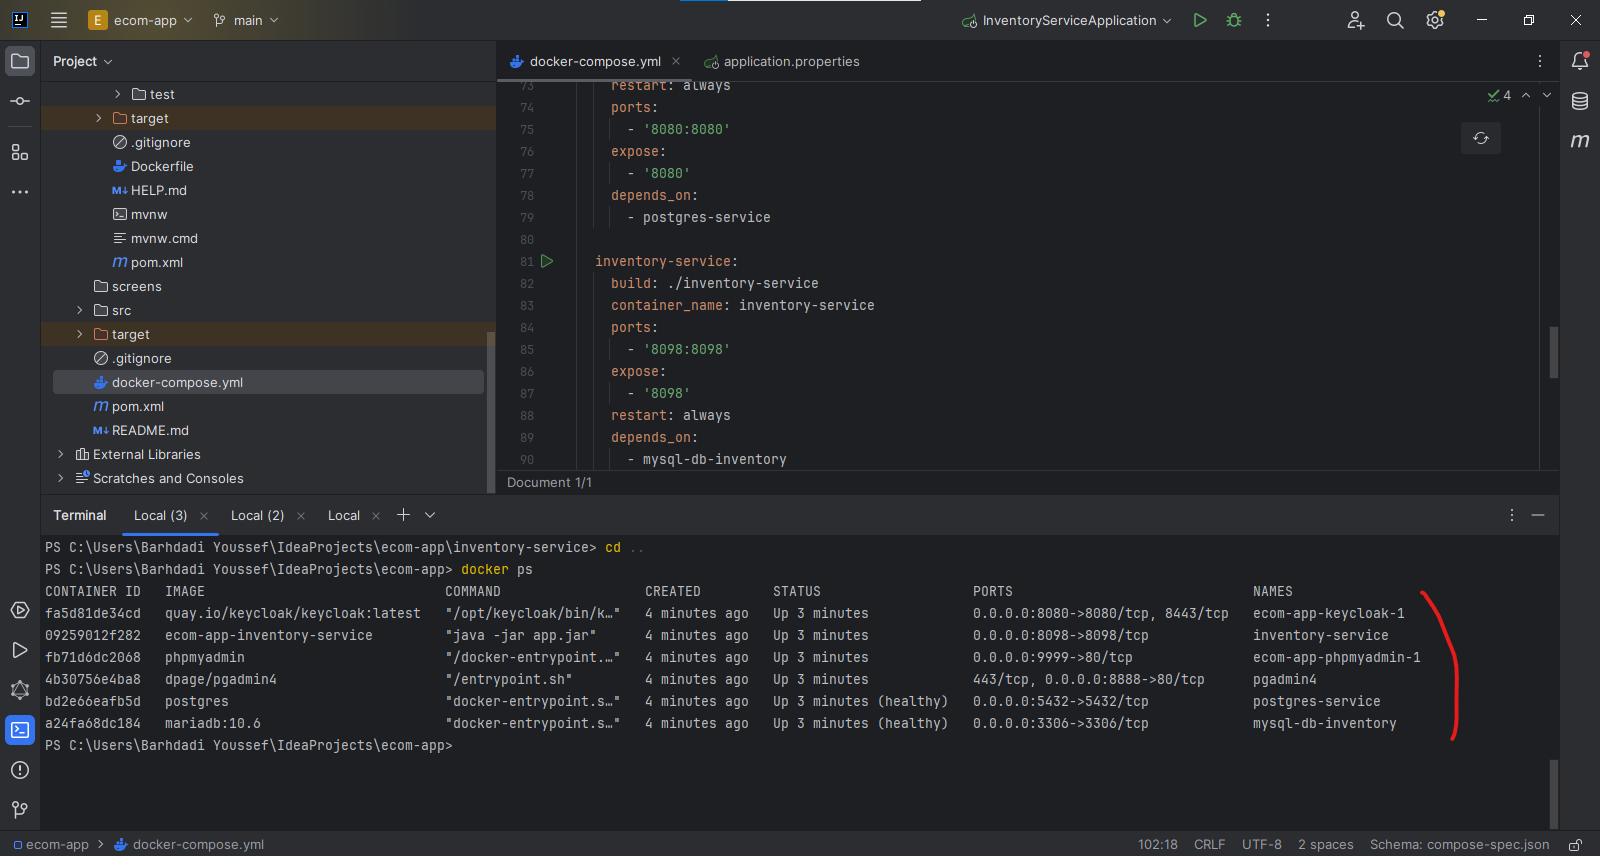 E ecom-app main InventoryServiceApplication
Project
docker-compose.yml application.properties
test
target
.gitignore
Dockerfile
M↓ HELP.md
mvnw
mvnw.cmd
m pom.xml
screens
src
target
.gitignore
docker-compose.yml
m pom.xml
M↓ README.md
External Libraries
Scratches and Consoles
4
73 restart: always
74 ports:
75 - '8080:8080'
76 expose:
77 - '8080'
78 depends_on:
79 - postgres-service
80
81 inventory-service:
82 build: ./inventory-service
83 container_name: inventory-service
84 ports:
85 - '8098:8098'
86 expose:
87 - '8098'
88 restart: always
89 depends_on:
90 - mysql-db-inventory
Document 1/1
m
Terminal Local (3) Local (2) Local
PS C:\Users\Barhdadi Youssef\IdeaProjects\ecom-app\inventory-service> cd ..
PS C:\Users\Barhdadi Youssef\IdeaProjects\ecom-app> docker ps
CONTAINER ID IMAGE COMMAND CREATED STATUS PORTS NAMES
fa5d81de34cd quay.io/keycloak/keycloak:latest "/opt/keycloak/bin/k…" 4 minutes ago Up 3 minutes 0.0.0.0:8080->8080/tcp, 8443/tcp ecom-app-keycloak-1
09259012f282 ecom-app-inventory-service "java -jar app.jar" 4 minutes ago Up 3 minutes 0.0.0.0:8098->8098/tcp inventory-service
fb71d6dc2068 phpmyadmin "/docker-entrypoint.…" 4 minutes ago Up 3 minutes 0.0.0.0:9999->80/tcp ecom-app-phpmyadmin-1
4b30756e4ba8 dpage/pgadmin4 "/entrypoint.sh" 4 minutes ago Up 3 minutes 443/tcp, 0.0.0.0:8888->80/tcp pgadmin4
bd2e66eafb5d postgres "docker-entrypoint.s…" 4 minutes ago Up 3 minutes (healthy) 0.0.0.0:5432->5432/tcp postgres-service
a24fa68dc184 mariadb:10.6 "docker-entrypoint.s…" 4 minutes ago Up 3 minutes (healthy) 0.0.0.0:3306->3306/tcp mysql-db-inventory
PS C:\Users\Barhdadi Youssef\IdeaProjects\ecom-app>
ecom-app > docker-compose.yml 102:18 CRLF UTF-8 2 spaces Schema: compose-spec.json